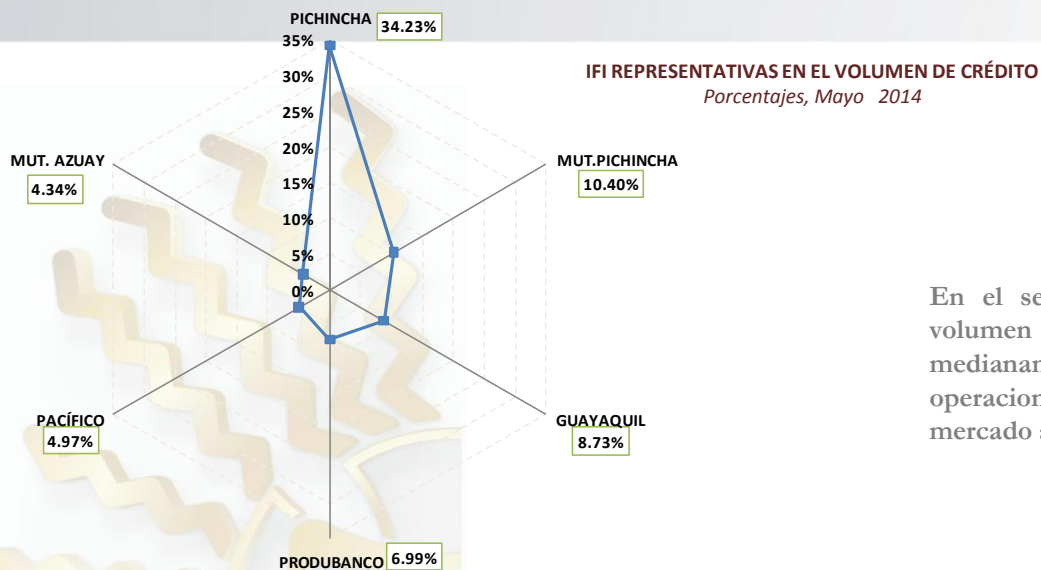 PICHINCHA
34.23%
IFI REPRESENTATIVAS EN EL VOLUMEN DE CRÉDITO
Porcentajes, Mayo 2014
35%
30%
25%
20%
15%
10%
5%
0%
MUT. AZUAY
4.34%
MUT.PICHINCHA
10.40%
PACÍFICO
4.97%
GUAYAQUIL
8.73%
PRODUBANCO 6.99%
En el se
volumen
medianan
operacion
mercado a